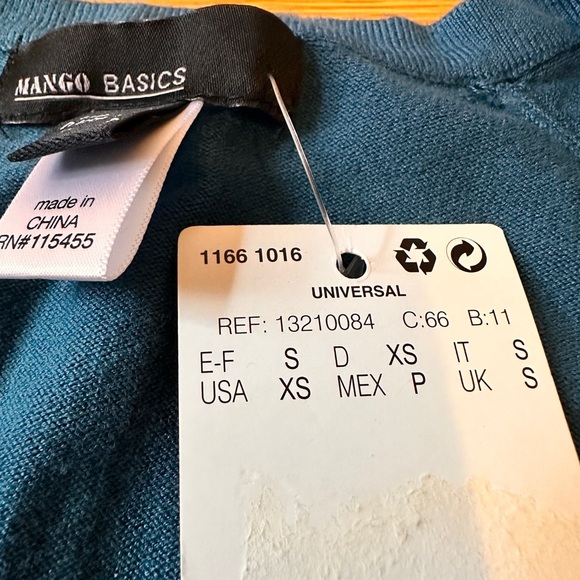 MANGO BASICS
made in
CHINA
RN#115455
1166 1016
UNIVERSAL
REF: 13210084 C:66 B:11
E-F S D XS IT S
USA XS MEX P UK S